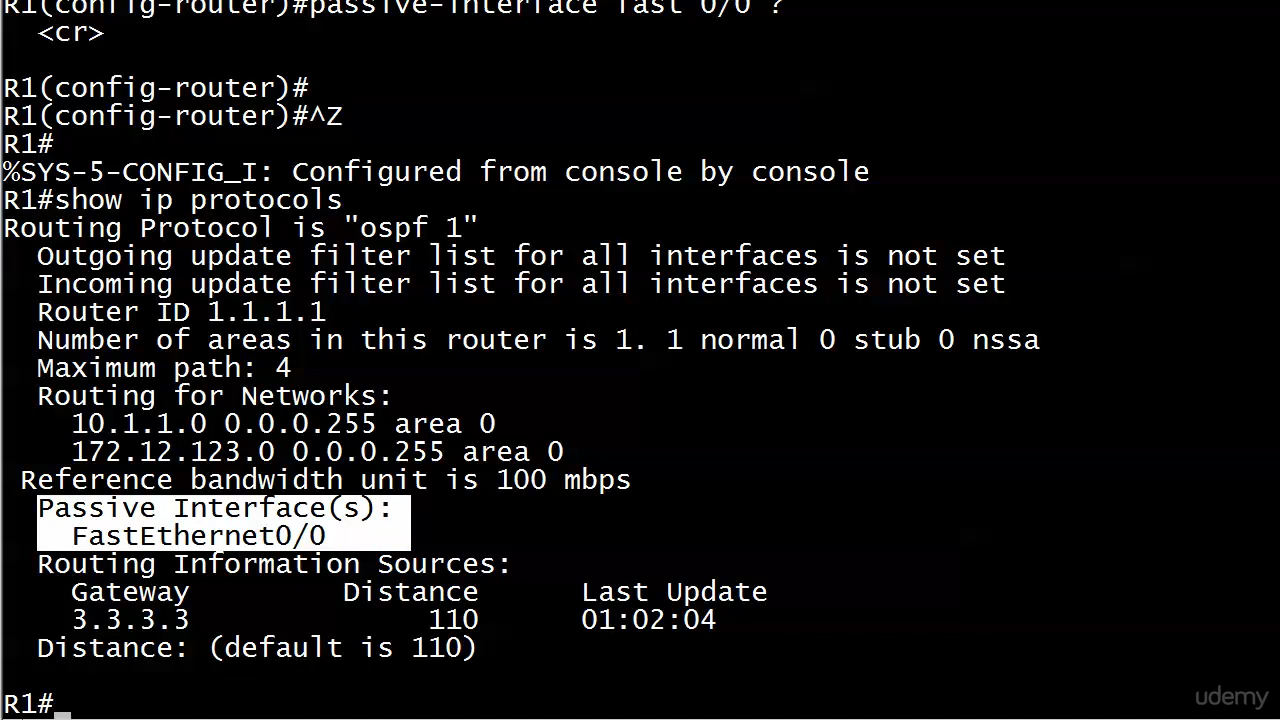 R1(config-router)#passive-interface fast 0/0 ?
  <cr>
R1(config-router)#
R1(config-router)#^Z
R1#
%SYS-5-CONFIG_I: Configured from console by console
R1#show ip protocols
Routing Protocol is "ospf 1"
  Outgoing update filter list for all interfaces is not set
  Incoming update filter list for all interfaces is not set
  Router ID 1.1.1.1
  Number of areas in this router is 1. 1 normal 0 stub 0 nssa
  Maximum path: 4
  Routing for Networks:
    10.1.1.0 0.0.0.255 area 0
    172.12.123.0 0.0.0.255 area 0
 Reference bandwidth unit is 100 mbps
  Passive Interface(s):
    FastEthernet0/0
  Routing Information Sources:
    Gateway         Distance      Last Update
    3.3.3.3              110      01:02:04
  Distance: (default is 110)
R1#
udemy